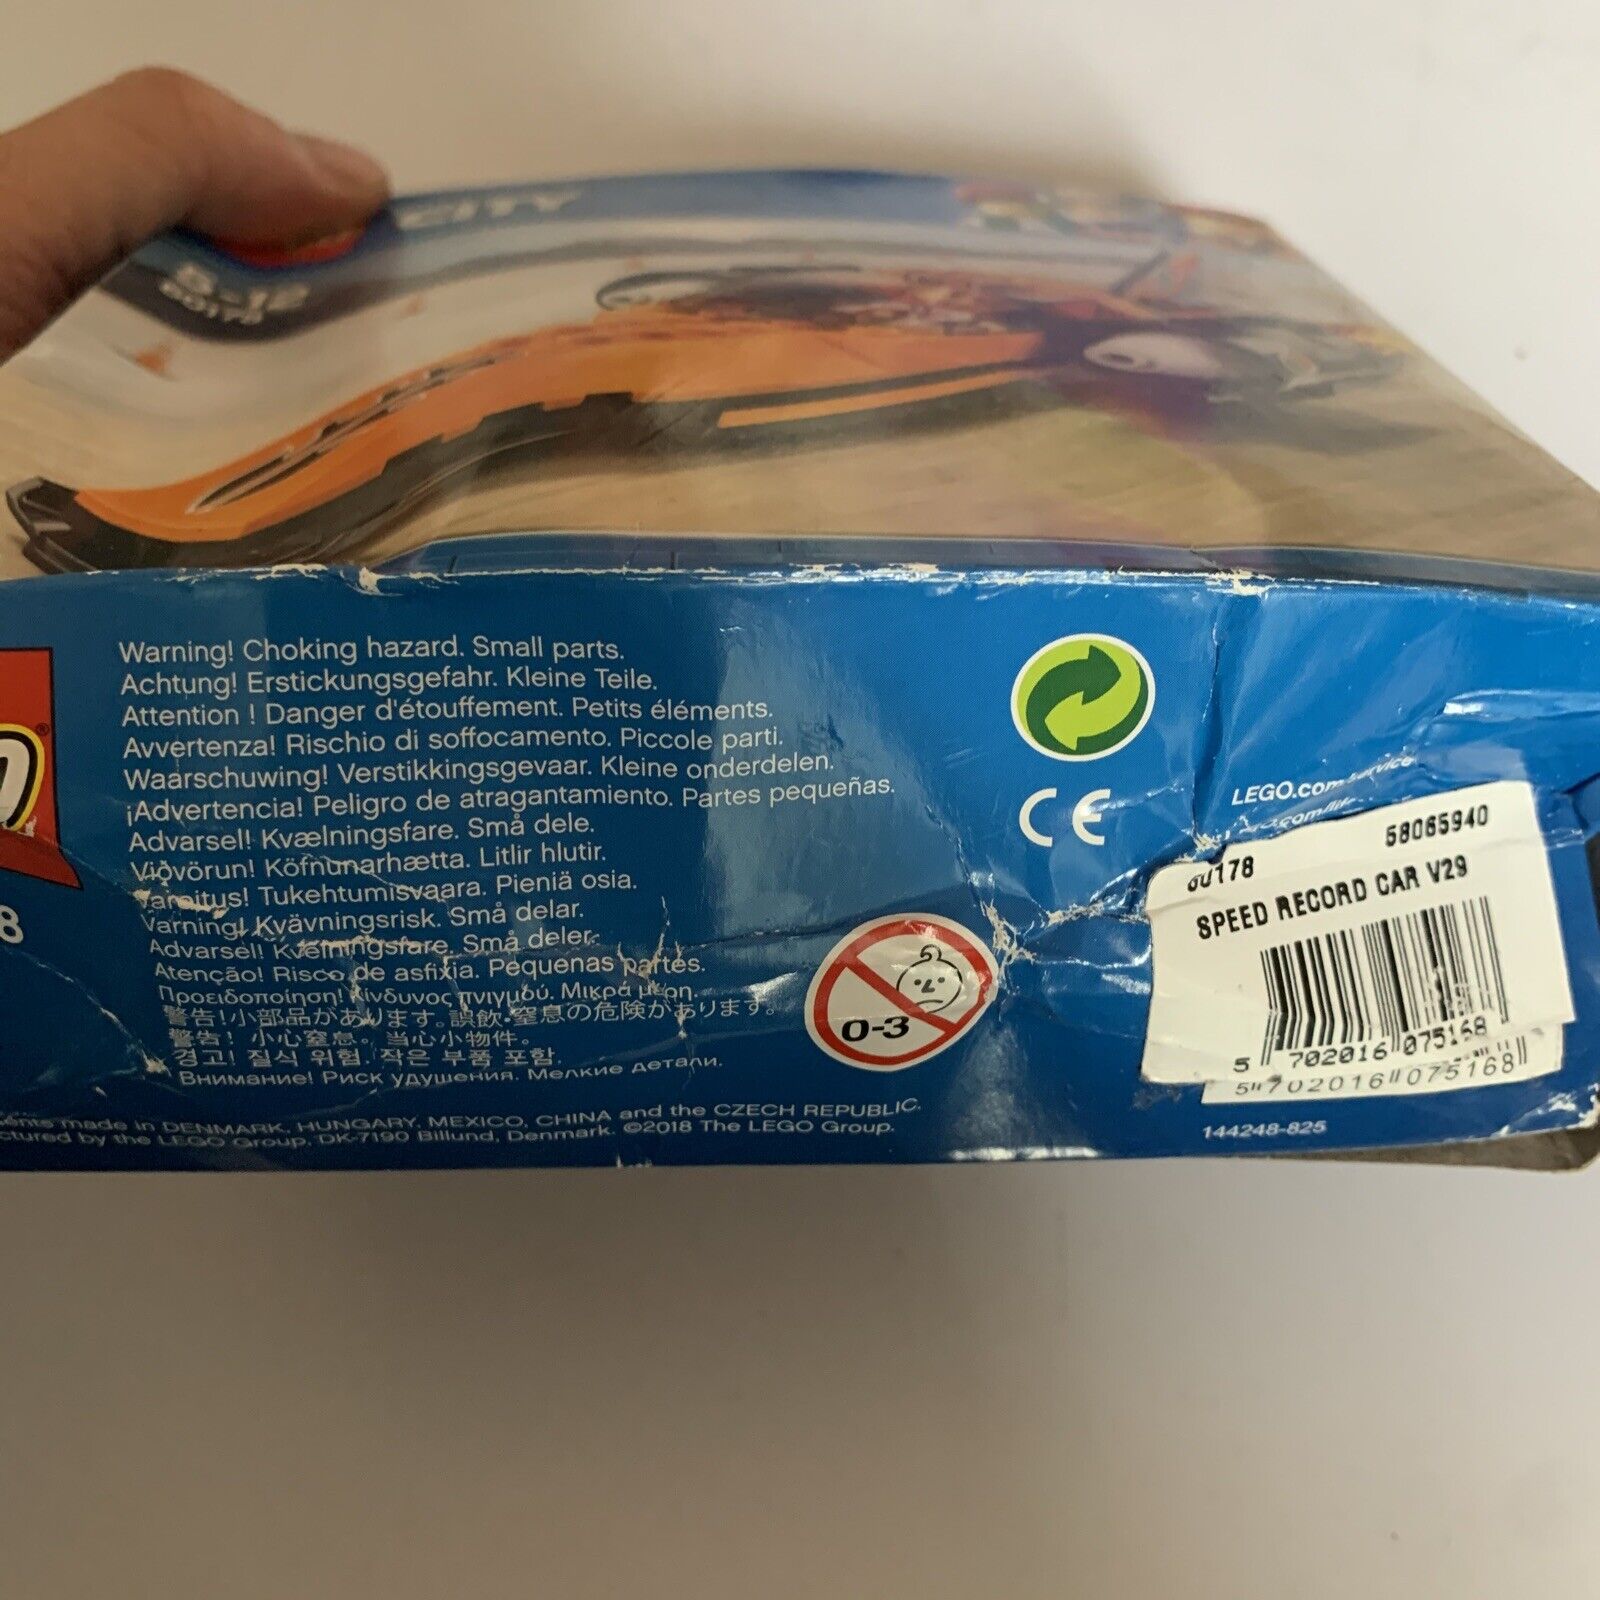 CITY
5-12
60178
Warning! Choking hazard. Small parts.
Achtung! Erstickungsgefahr. Kleine Teile.
Attention ! Danger d'étouffement. Petits éléments.
Avvertenza! Rischio di soffocamento. Piccole parti.
Waarschuwing! Verstikkingsgevaar. Kleine onderdelen.
¡Advertencia! Peligro de atragantamiento. Partes pequeñas.
Advarsel! Kvælningsfare. Små dele.
Viðvörun! Köfnunarhætta. Litlir hlutir.
Varoitus! Tukehtumisvaara. Pieniä osia.
Varning! Kvävningsrisk. Små delar.
Advarsel! Kvelningsfare. Små deler.
Atenção! Risco de asfixia. Pequenas partes.
Προειδοποίηση! Κίνδυνος πνιγμού. Μικρά μέρη.
警告!小部品があります。誤飲・窒息の危険があります。
警告! 小心窒息。当心小物件。
경고! 질식 위험. 작은 부품 포함.
Внимание! Риск удушения. Мелкие детали.
made in DENMARK, HUNGARY, MEXICO, CHINA and the CZECH REPUBLIC.
by the LEGO Group, DK-7190 Billund, Denmark. ©2018 The LEGO Group.
8
CE
0-3
LEGO.com/service
60178 58065940
SPEED RECORD CAR V29
5 702016 075168
5 702016 075168
144248-825